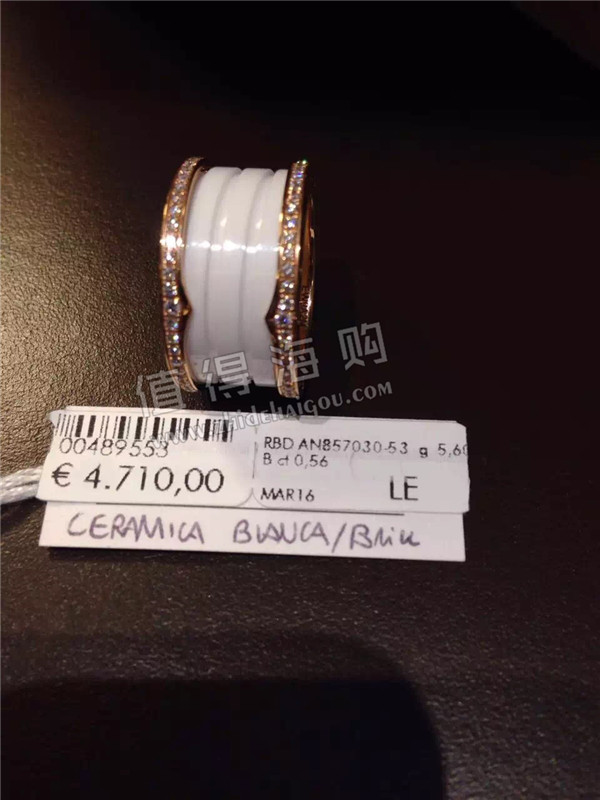 值得海购
www.zhidehaigou.com
00489553
€ 4.710,00
RBD AN857030-53 g 5,60
B ct 0,56
MAR16 LE
CERAMICA BIANCA/Brill